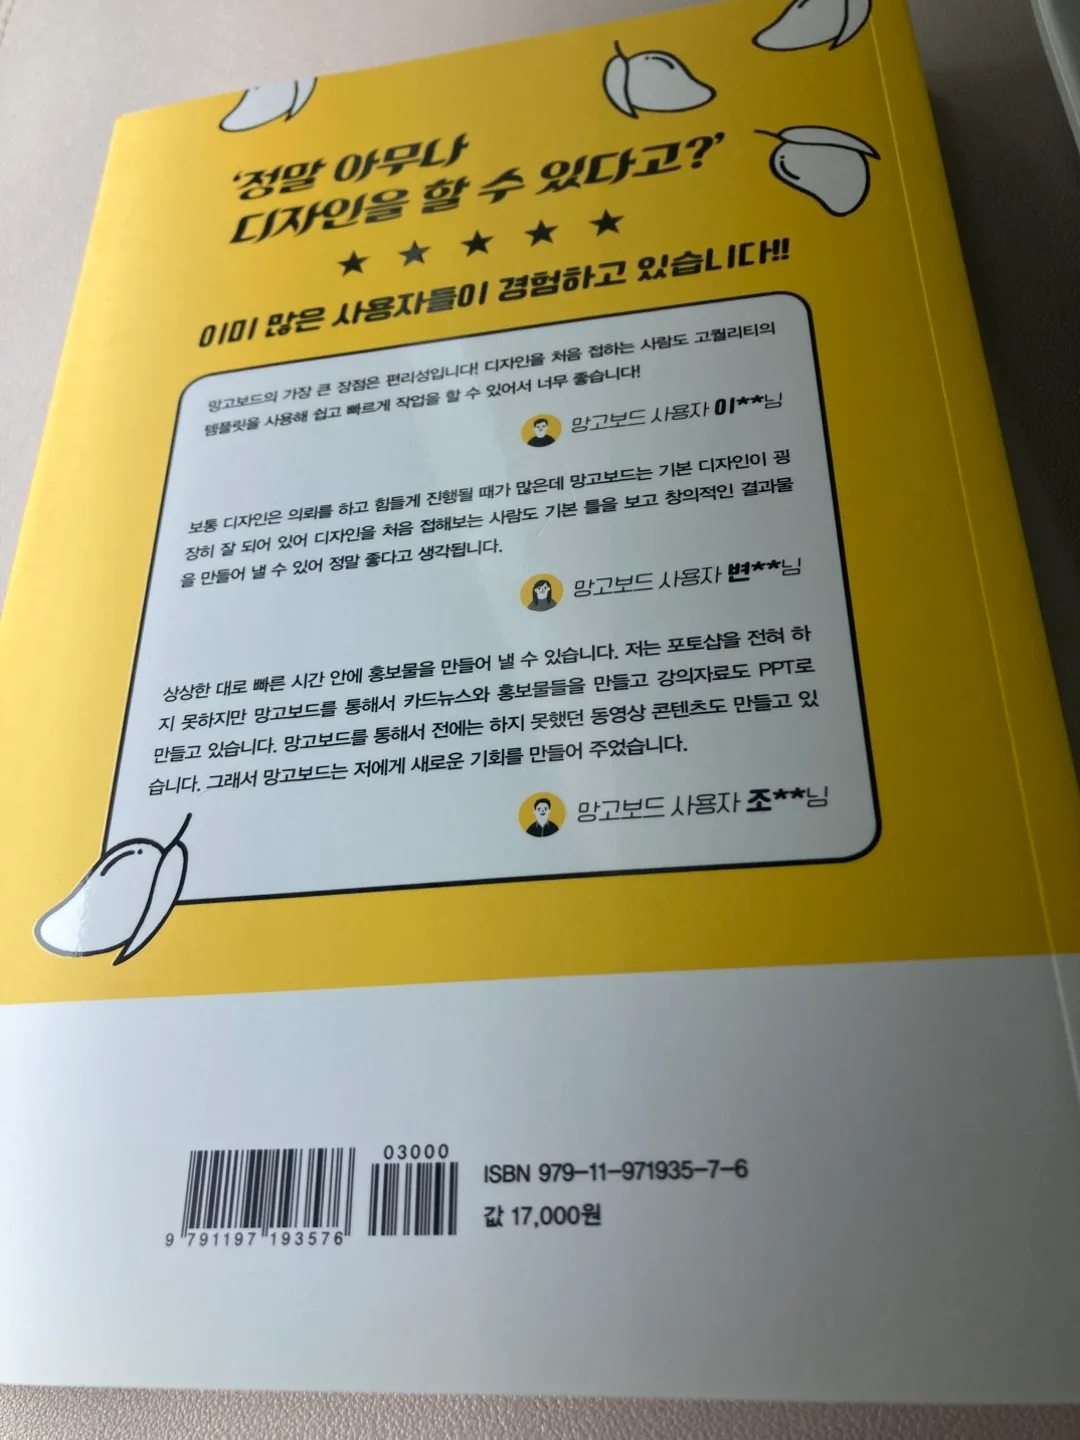 '정말 아무나
디자인을 할 수 있다고?'
★ ★ ★ ★ ★
이미 많은 사용자들이 경험하고 있습니다!!
망고보드의 가장 큰 장점은 편리성입니다! 디자인을 처음 접하는 사람도 고퀄리티의
템플릿을 사용해 쉽고 빠르게 작업을 할 수 있어서 너무 좋습니다!
망고보드 사용자 이**님
보통 디자인은 의뢰를 하고 힘들게 진행될 때가 많은데 망고보드는 기본 디자인이 굉
장히 잘 되어 있어 디자인을 처음 접해보는 사람도 기본 틀을 보고 창의적인 결과물
을 만들어 낼 수 있어 정말 좋다고 생각됩니다.
망고보드 사용자 변**님
상상한 대로 빠른 시간 안에 홍보물을 만들어 낼 수 있습니다. 저는 포토샵을 전혀 하
지 못하지만 망고보드를 통해서 카드뉴스와 홍보물들을 만들고 강의자료도 PPT로
만들고 있습니다. 망고보드를 통해서 전에는 하지 못했던 동영상 콘텐츠도 만들고 있
습니다. 그래서 망고보드는 저에게 새로운 기회를 만들어 주었습니다.
망고보드 사용자 조**님
03000
9 791197 193576
ISBN 979-11-971935-7-6
값 17,000원